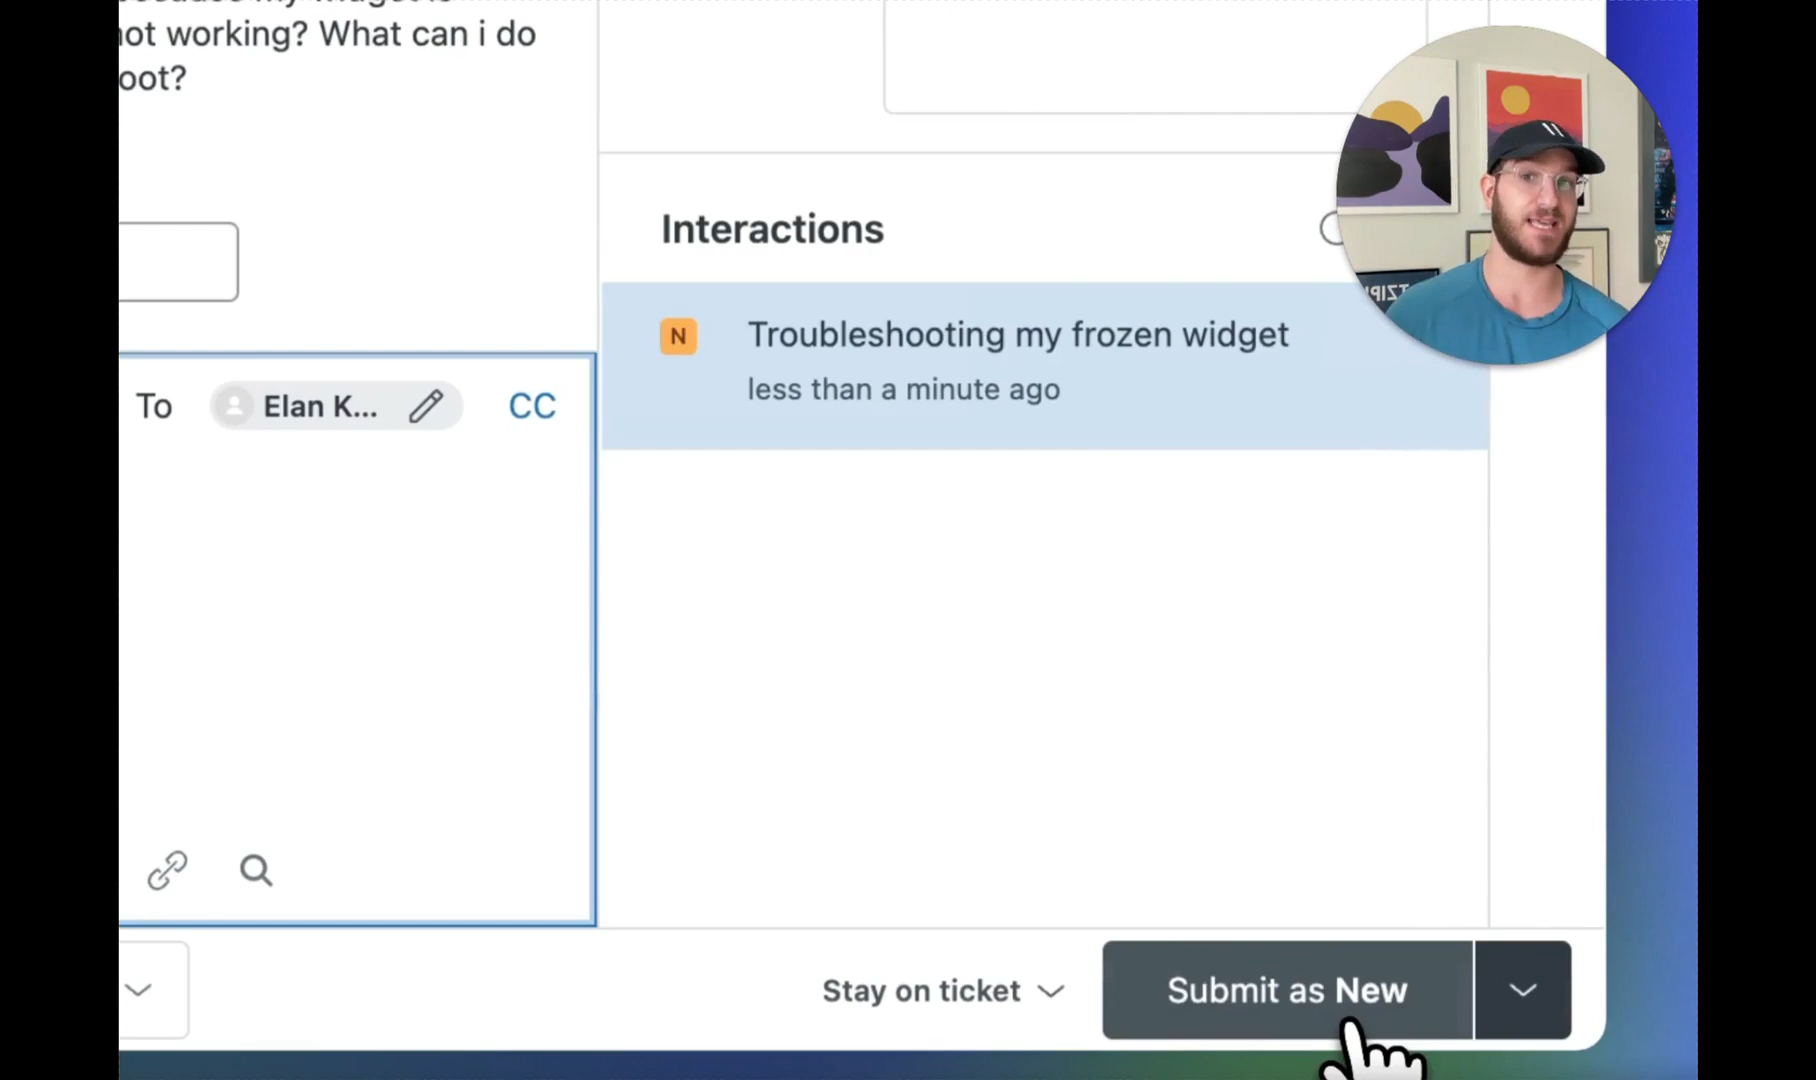 not working? What can i do
oot?
Interactions
N
Troubleshooting my frozen widget
less than a minute ago
To
Elan K...
CC
Stay on ticket
Submit as New